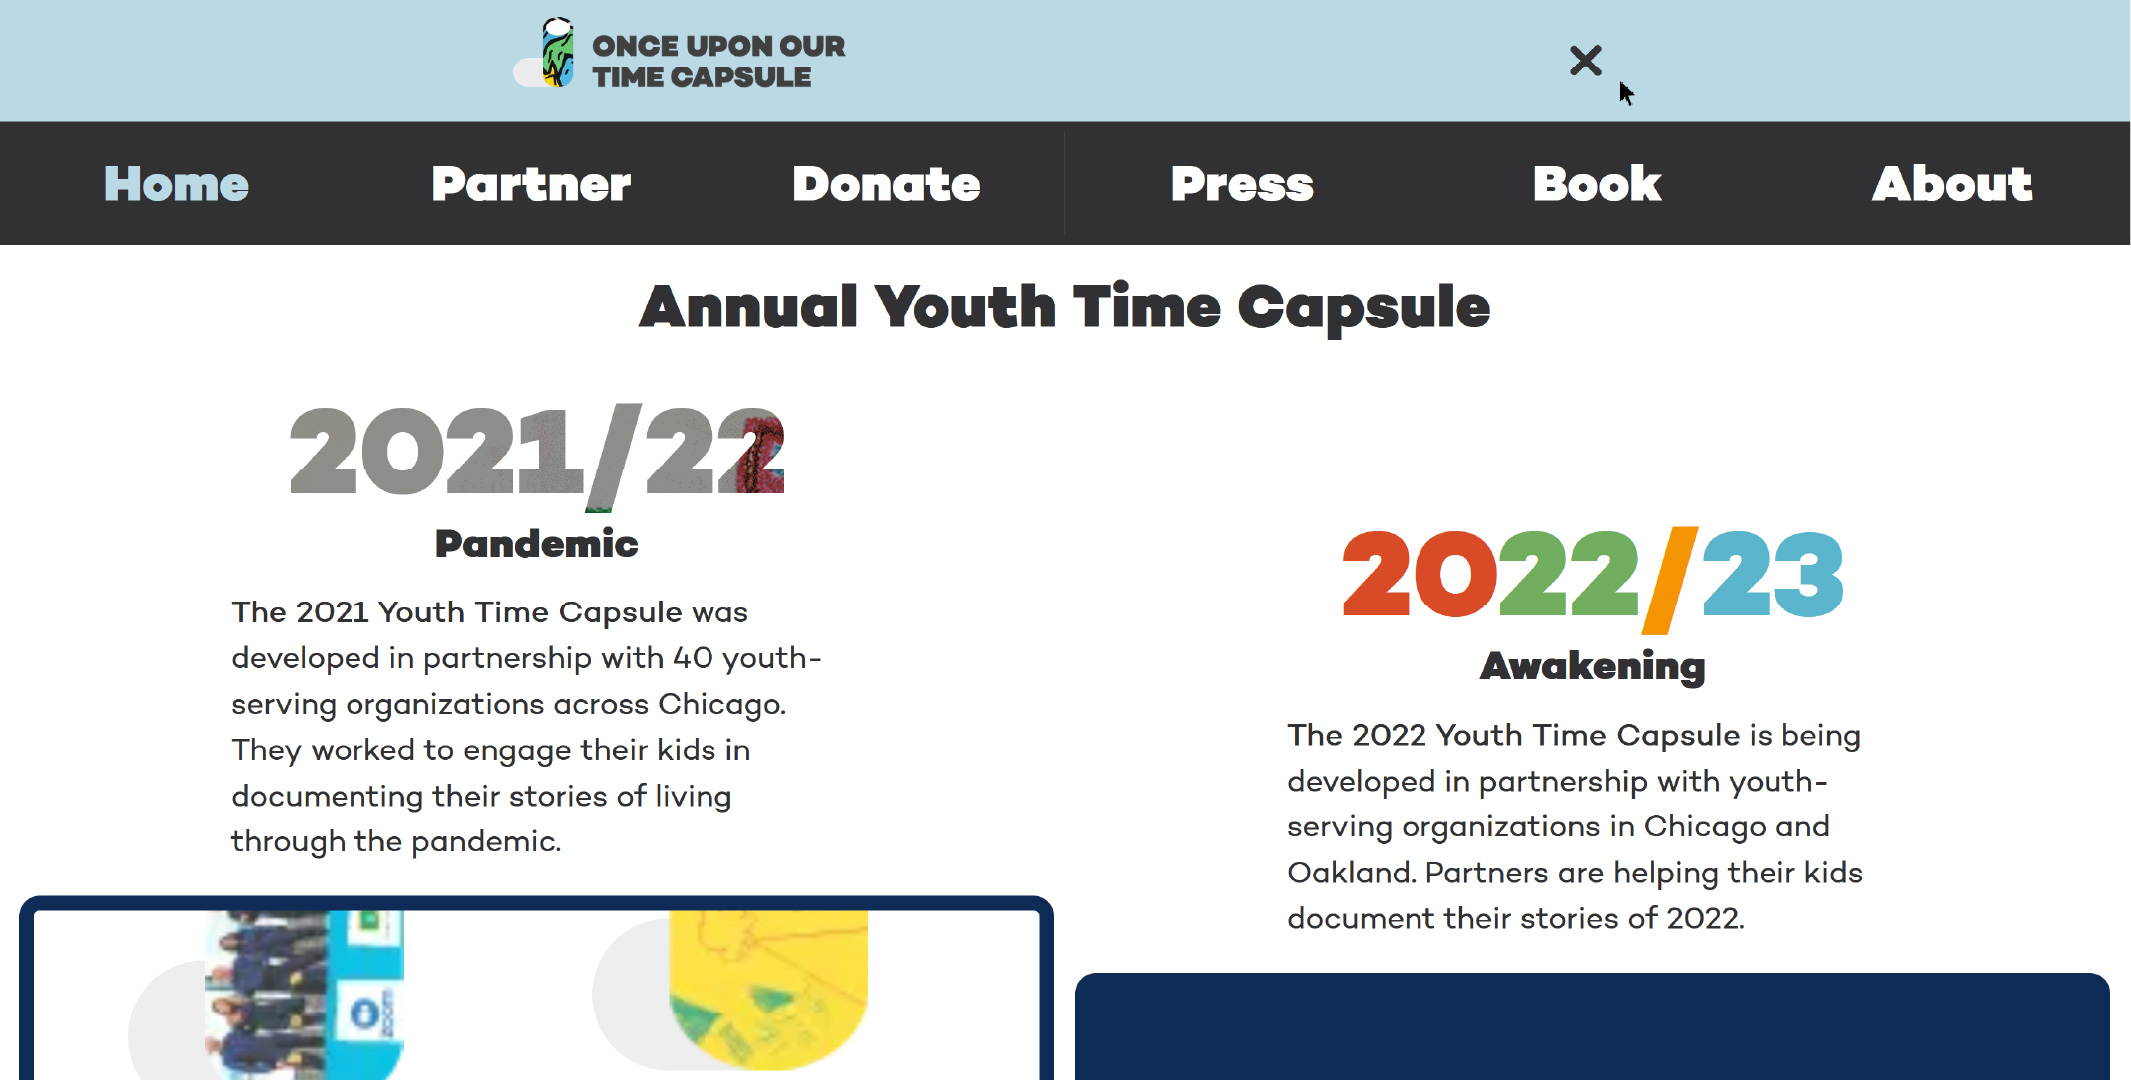 ONCE UPON OUR
TIME CAPSULE
Home Partner Donate Press Book About
Annual Youth Time Capsule
2021/22
Pandemic
The 2021 Youth Time Capsule was
developed in partnership with 40 youth-
serving organizations across Chicago.
They worked to engage their kids in
documenting their stories of living
through the pandemic.
2022/23
Awakening
The 2022 Youth Time Capsule is being
developed in partnership with youth-
serving organizations in Chicago and
Oakland. Partners are helping their kids
document their stories of 2022.
zoom